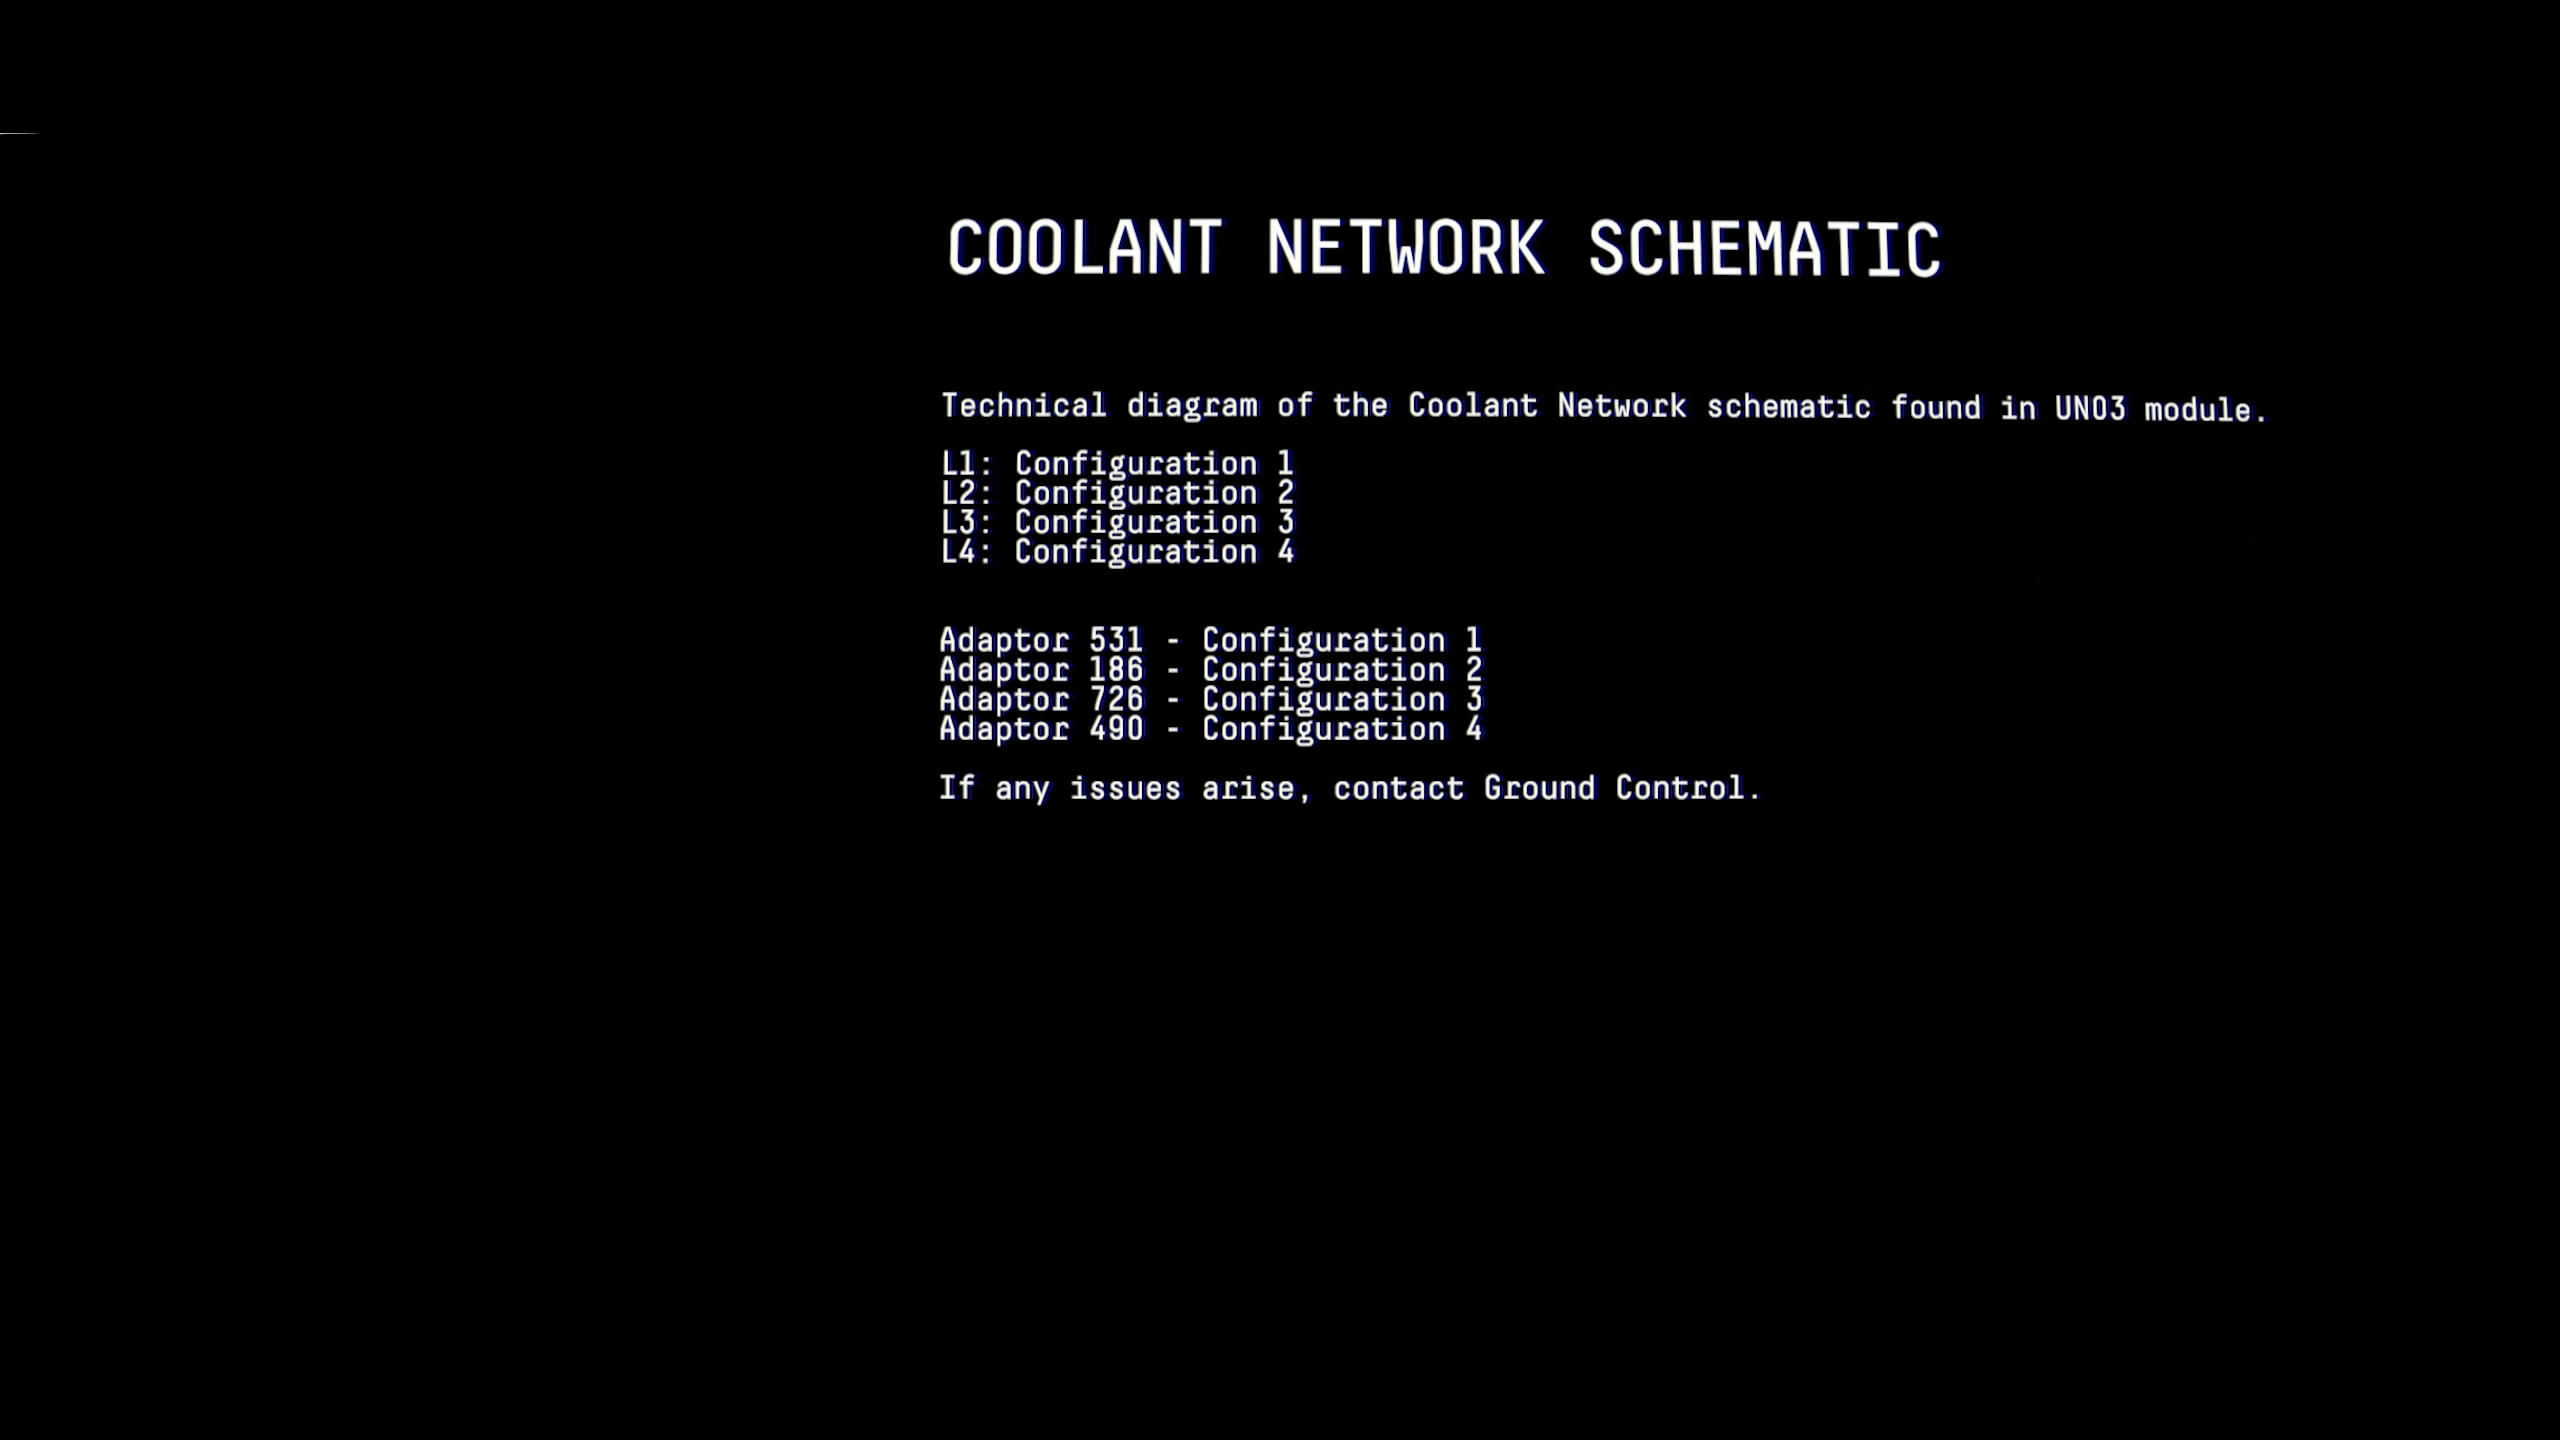 COOLANT NETWORK SCHEMATIC
Technical diagram of the Coolant Network schematic found in UNO3 module.
L1: Configuration 1
L2: Configuration 2
L3: Configuration 3
L4: Configuration 4
Adaptor 531 - Configuration 1
Adaptor 186 - Configuration 2
Adaptor 726 - Configuration 3
Adaptor 490 - Configuration 4
If any issues arise, contact Ground Control.